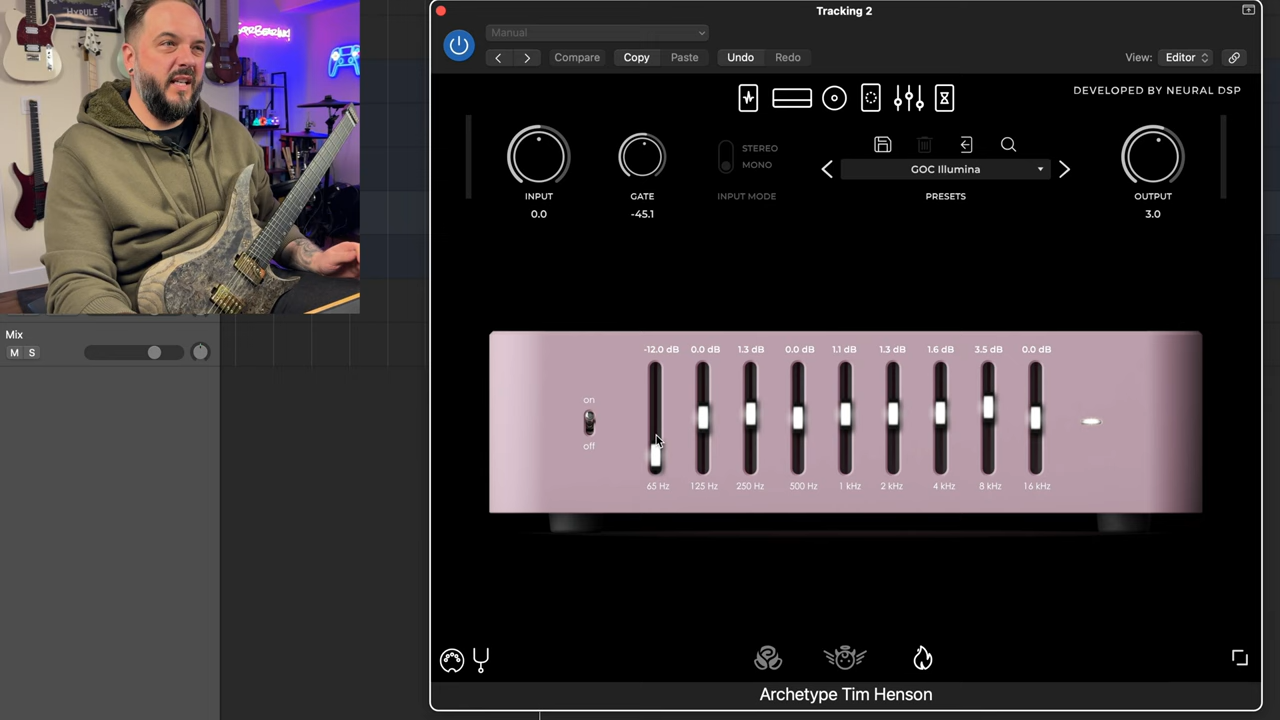 HYRULE
Tracking 2
Manual
Compare Copy Paste Undo Redo View: Editor
DEVELOPED BY NEURAL DSP
STEREO
MONO
GOC Illumina
INPUT GATE INPUT MODE PRESETS OUTPUT
0.0 -45.1 3.0
Mix
M S
-12.0 dB 0.0 dB 1.3 dB 0.0 dB 1.1 dB 1.3 dB 1.6 dB 3.5 dB 0.0 dB
on
off
65 Hz 125 Hz 250 Hz 500 Hz 1 kHz 2 kHz 4 kHz 8 kHz 16 kHz
Archetype Tim Henson